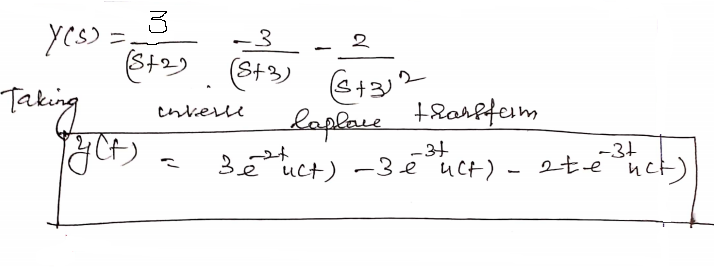 Y(s) = 3/(s+2) -3/(s+3) - 2/(s+3)²
Taking inverse laplace transform
y(t) = 3e^{-2t}u(t) - 3e^{-3t}u(t) - 2te^{-3t}u(t)